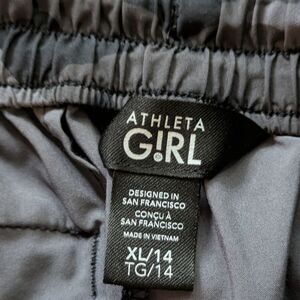 ATHLETA
G!RL
DESIGNED IN
SAN FRANCISCO
CONÇU À
SAN FRANCISCO
MADE IN VIETNAM
XL/14
TG/14